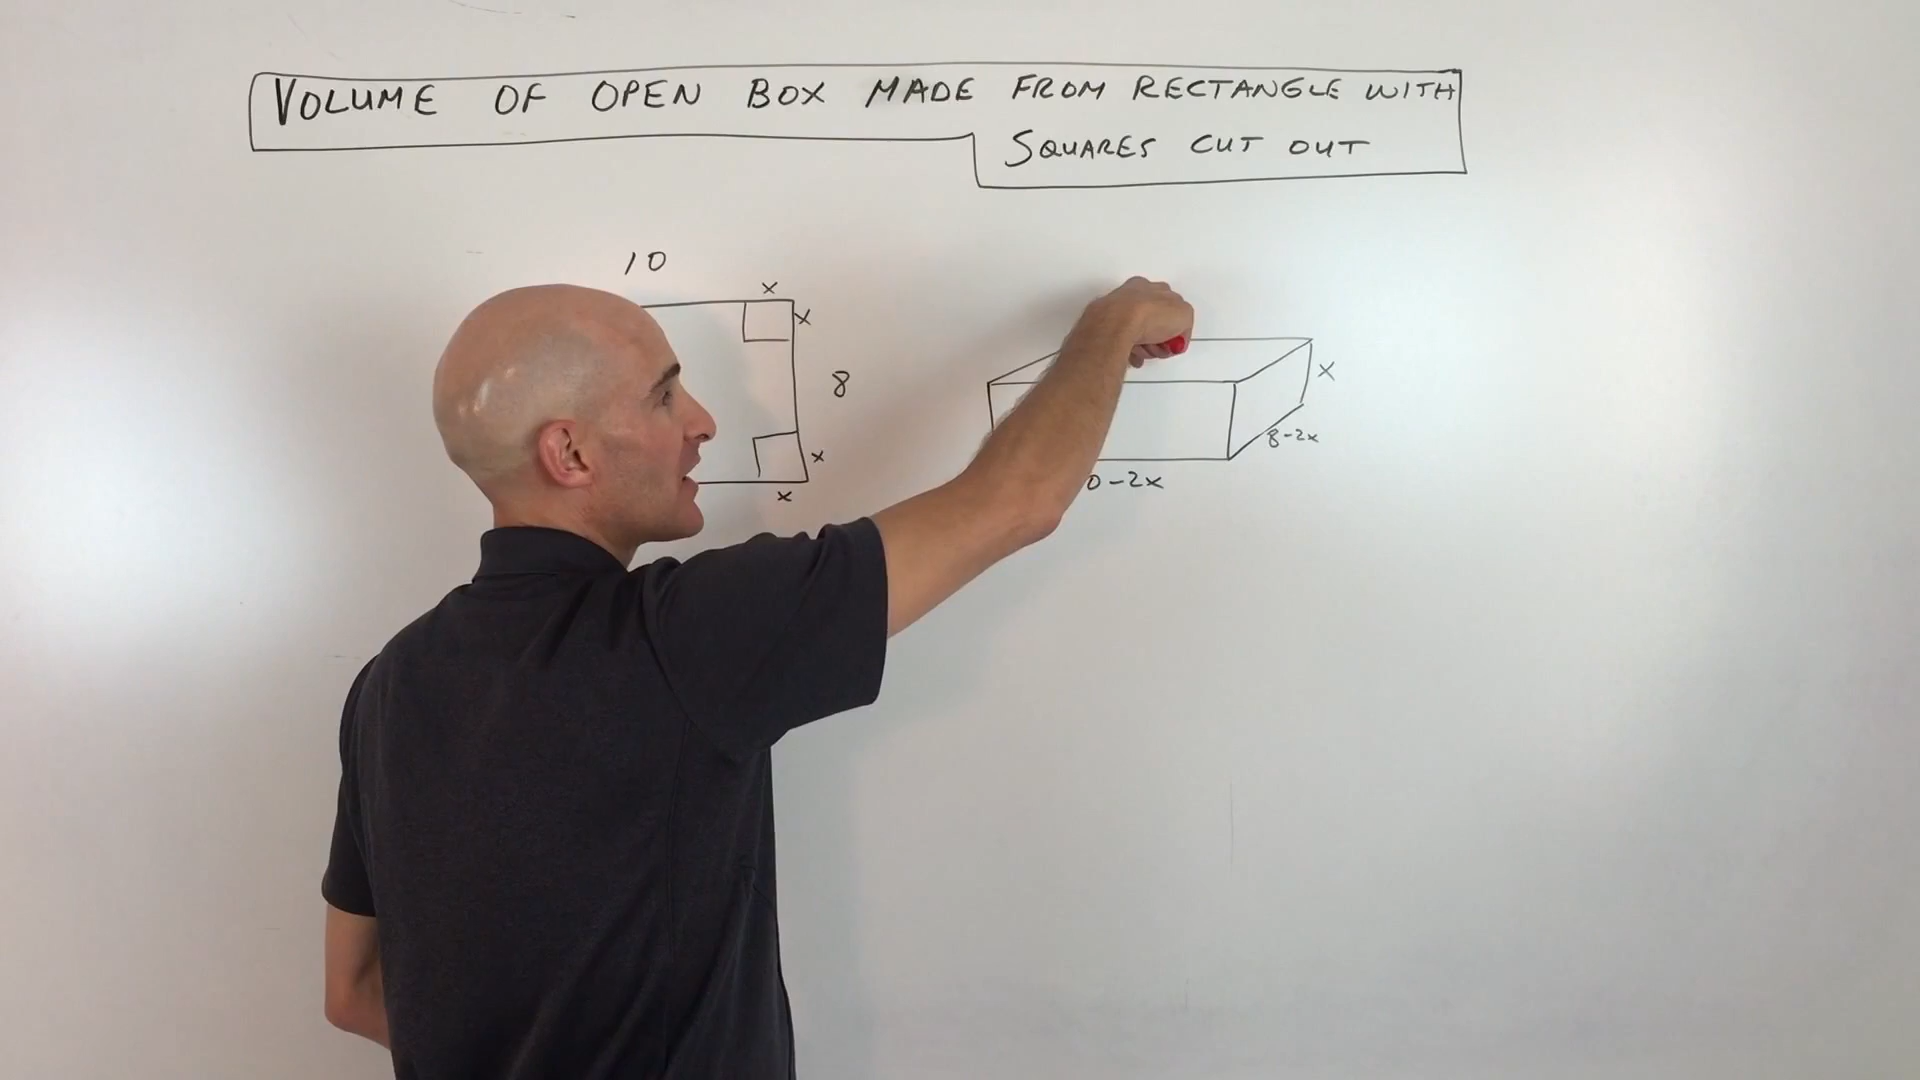 VOLUME OF OPEN BOX MADE FROM RECTANGLE WITH
SQUARES CUT OUT
10
x
x
8
x
x
x
8-2x
0-2x